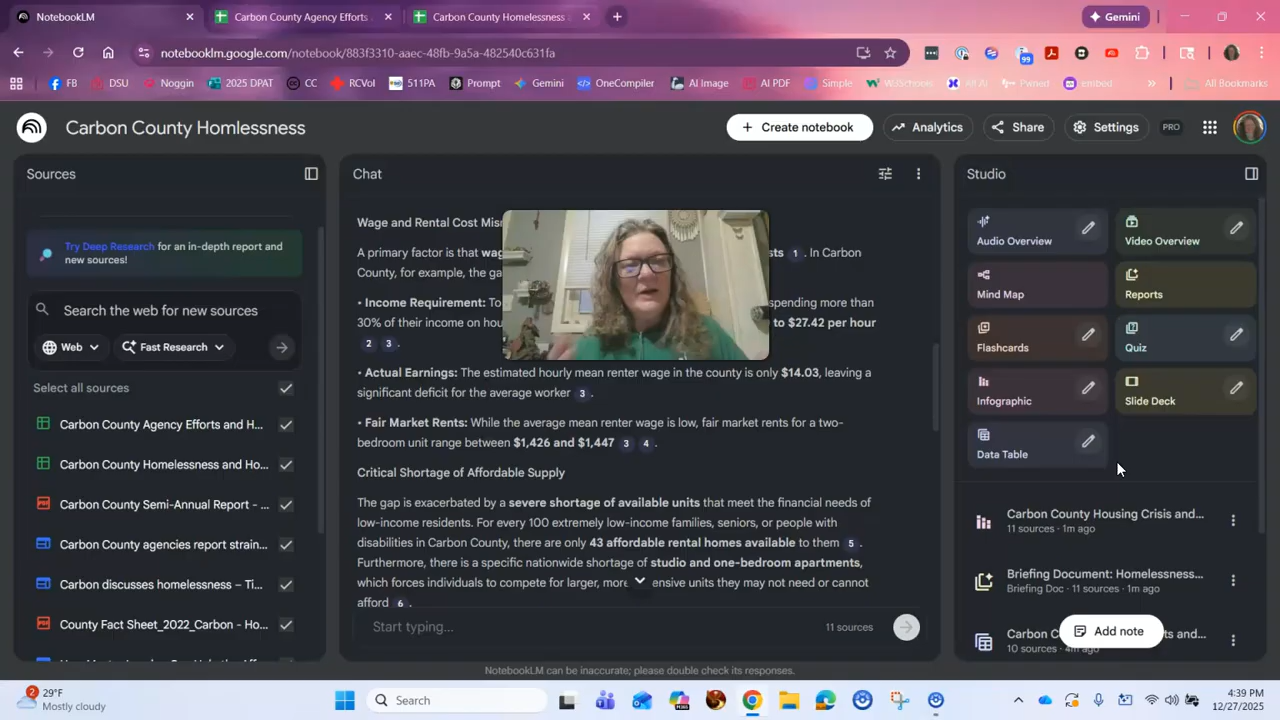 NotebookLM
Carbon County Agency Efforts
Carbon County Homelessness
Gemini
notebooklm.google.com/notebook/883f3310-aaec-48fb-9a5a-482540c631fa
99
FB
DSU
Noggin
2025 DPAT
CC
RCVol
511PA
Prompt
Gemini
OneCompiler
AI Image
AI PDF
Simple
W3Schools
All AI
Pwned
embed
All Bookmarks
Carbon County Homlessness
Create notebook
Analytics
Share
Settings
PRO
Sources
Try Deep Research for an in-depth report and
new sources!
Search the web for new sources
Web
Fast Research
Select all sources
Carbon County Agency Efforts and H...
Carbon County Homelessness and Ho...
Carbon County Semi-Annual Report - ...
Carbon County agencies report strain...
Carbon discusses homelessness – Ti...
County Fact Sheet_2022_Carbon - Ho...
Chat
Wage and Rental Cost Mis
A primary factor is that wag
sts 1 . In Carbon
County, for example, the ga
• Income Requirement: To
spending more than
30% of their income on hou
to $27.42 per hour
2 3 .
• Actual Earnings: The estimated hourly mean renter wage in the county is only $14.03, leaving a
significant deficit for the average worker 3 .
• Fair Market Rents: While the average mean renter wage is low, fair market rents for a two-
bedroom unit range between $1,426 and $1,447 3 4 .
Critical Shortage of Affordable Supply
The gap is exacerbated by a severe shortage of available units that meet the financial needs of
low-income residents. For every 100 extremely low-income families, seniors, or people with
disabilities in Carbon County, there are only 43 affordable rental homes available to them 5 .
Furthermore, there is a specific nationwide shortage of studio and one-bedroom apartments,
which forces individuals to compete for larger, more ensive units they may not need or cannot
afford 6 .
Start typing...
11 sources
NotebookLM can be inaccurate; please double check its responses.
Studio
Audio Overview
Video Overview
Mind Map
Reports
Flashcards
Quiz
Infographic
Slide Deck
Data Table
Carbon County Housing Crisis and...
11 sources · 1m ago
Briefing Document: Homelessness...
Briefing Doc · 11 sources · 1m ago
Carbon C
ts and...
10 sources · 4m ago
Add note
2
29°F
Mostly cloudy
Search
4:39 PM
12/27/2025